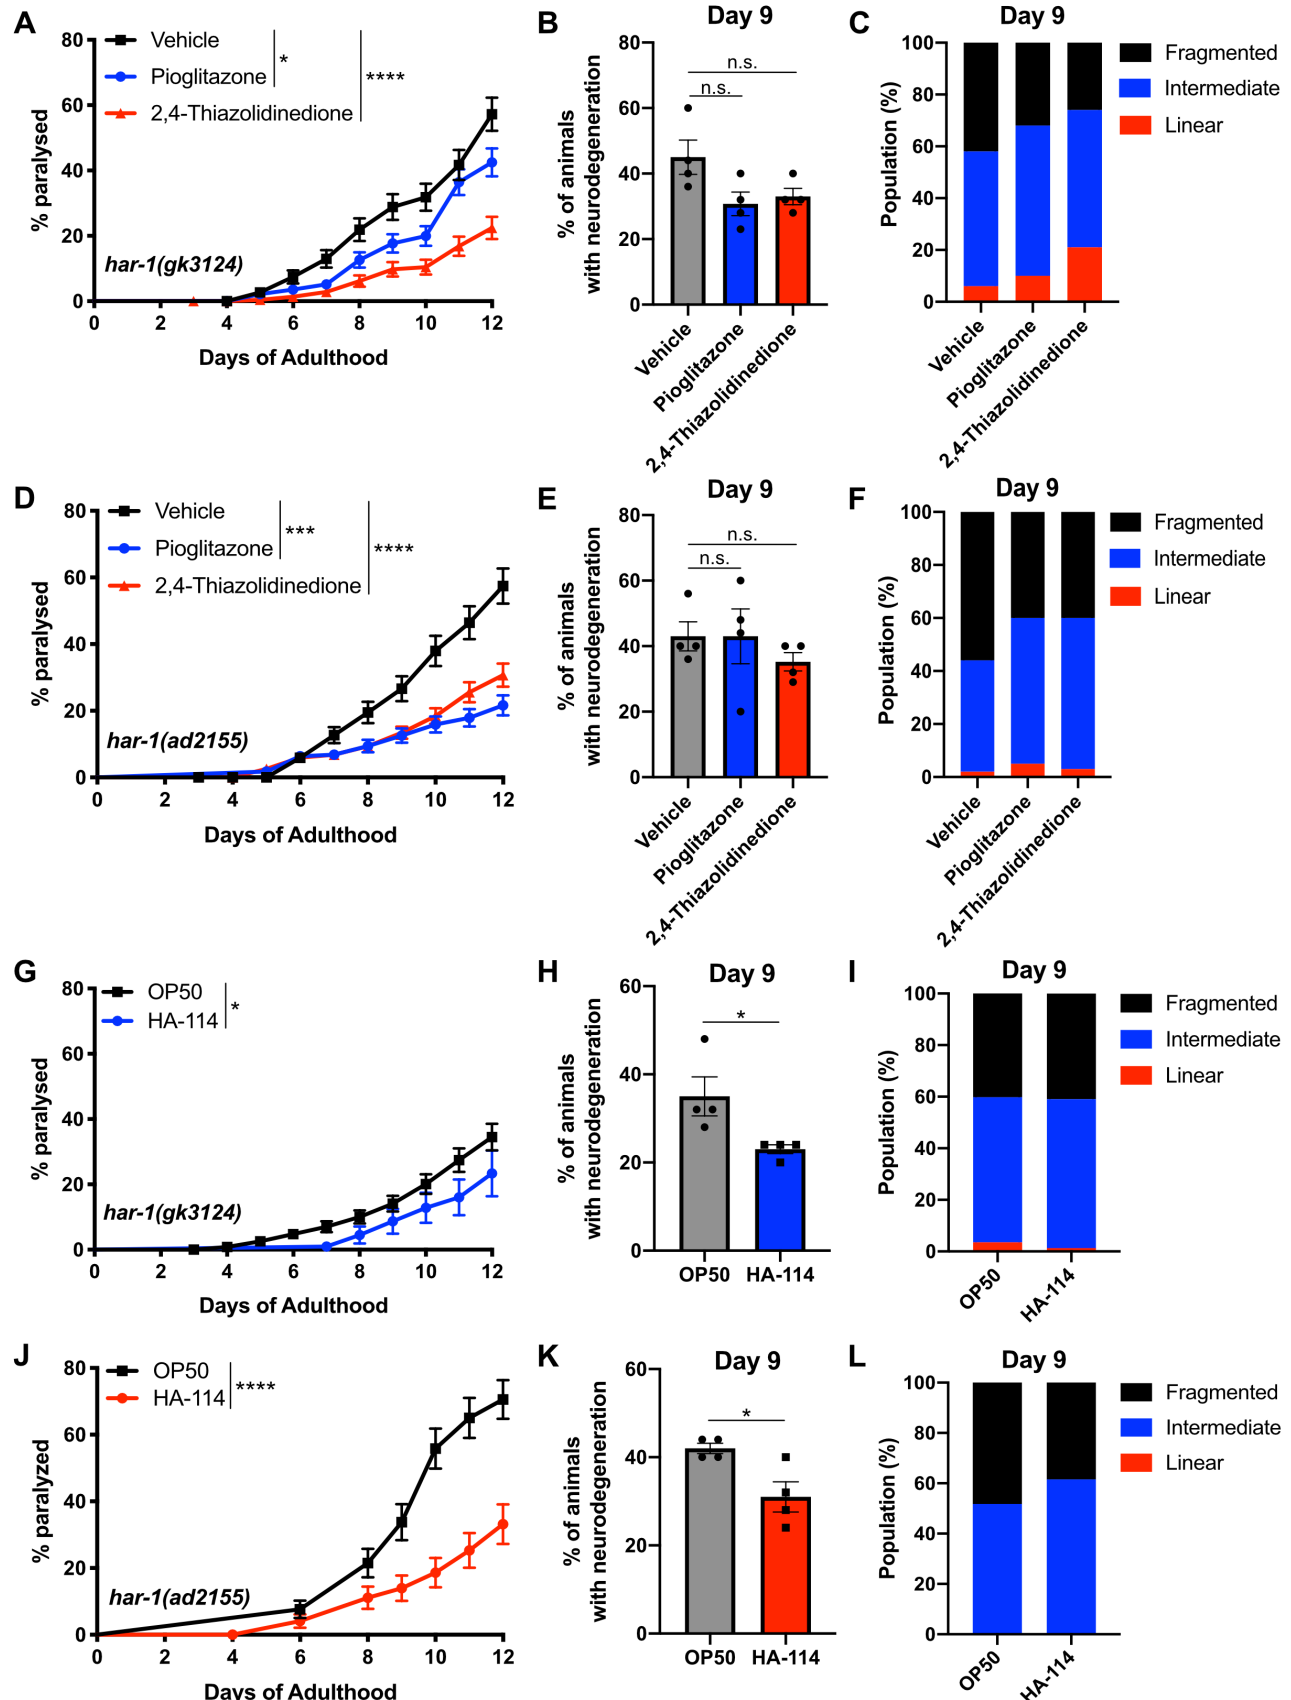 A
Vehicle
Pioglitazone
2,4-Thiazolidinedione
*
****
% paralysed
80
60
40
20
0
har-1(gk3124)
0 2 4 6 8 10 12
Days of Adulthood
B
Day 9
% of animals
with neurodegeneration
80
60
40
20
0
n.s.
n.s.
Vehicle
Pioglitazone
2,4-Thiazolidinedione
C
Day 9
Population (%)
100
80
60
40
20
0
Fragmented
Intermediate
Linear
Vehicle
Pioglitazone
2,4-Thiazolidinedione
D
Vehicle
Pioglitazone
2,4-Thiazolidinedione
***
****
% paralysed
80
60
40
20
0
har-1(ad2155)
0 2 4 6 8 10 12
Days of Adulthood
E
Day 9
% of animals
with neurodegeneration
80
60
40
20
0
n.s.
n.s.
Vehicle
Pioglitazone
2,4-Thiazolidinedione
F
Day 9
Population (%)
100
80
60
40
20
0
Fragmented
Intermediate
Linear
Vehicle
Pioglitazone
2,4-Thiazolidinedione
G
OP50
HA-114
*
% paralysed
80
60
40
20
0
har-1(gk3124)
0 2 4 6 8 10 12
Days of Adulthood
H
Day 9
% of animals
with neurodegeneration
60
40
20
0
*
OP50 HA-114
I
Day 9
Population (%)
100
80
60
40
20
0
Fragmented
Intermediate
Linear
OP50
HA-114
J
OP50
HA-114
****
% paralyzed
80
60
40
20
0
har-1(ad2155)
0 2 4 6 8 10 12
Days of Adulthood
K
Day 9
% of animals
with neurodegeneration
60
40
20
0
*
OP50 HA-114
L
Day 9
Population (%)
100
80
60
40
20
0
Fragmented
Intermediate
Linear
OP50
HA-114